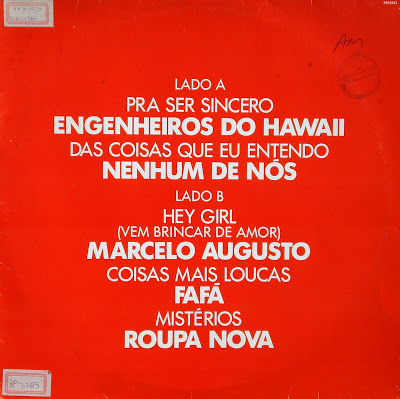 LADO A
PRA SER SINCERO
ENGENHEIROS DO HAWAII
DAS COISAS QUE EU ENTENDO
NENHUM DE NÓS
LADO B
HEY GIRL
(VEM BRINCAR DE AMOR)
MARCELO AUGUSTO
COISAS MAIS LOUCAS
FAFÁ
MISTÉRIOS
ROUPA NOVA